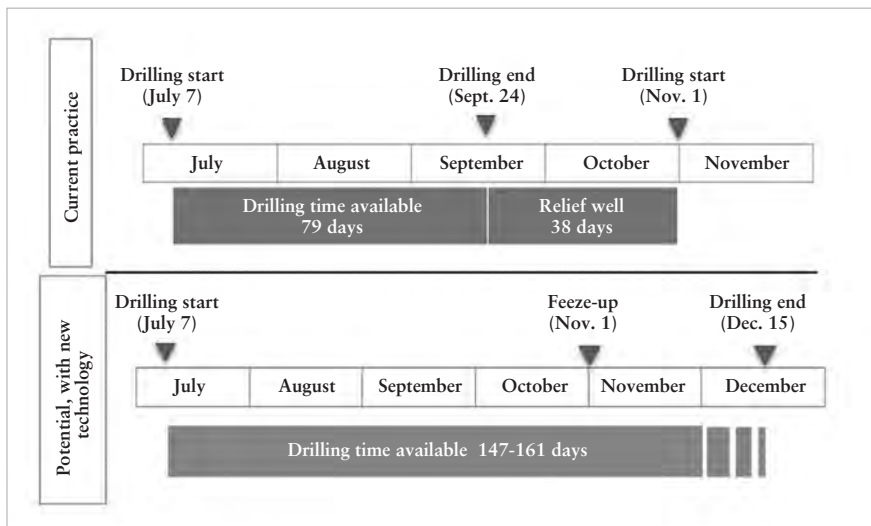 Current practice
Drilling start
(July 7)
Drilling end
(Sept. 24)
Drilling start
(Nov. 1)
July August September October November
Drilling time available
79 days
Relief well
38 days
Potential, with new
technology
Drilling start
(July 7)
Feeze-up
(Nov. 1)
Drilling end
(Dec. 15)
July August September October November December
Drilling time available 147-161 days